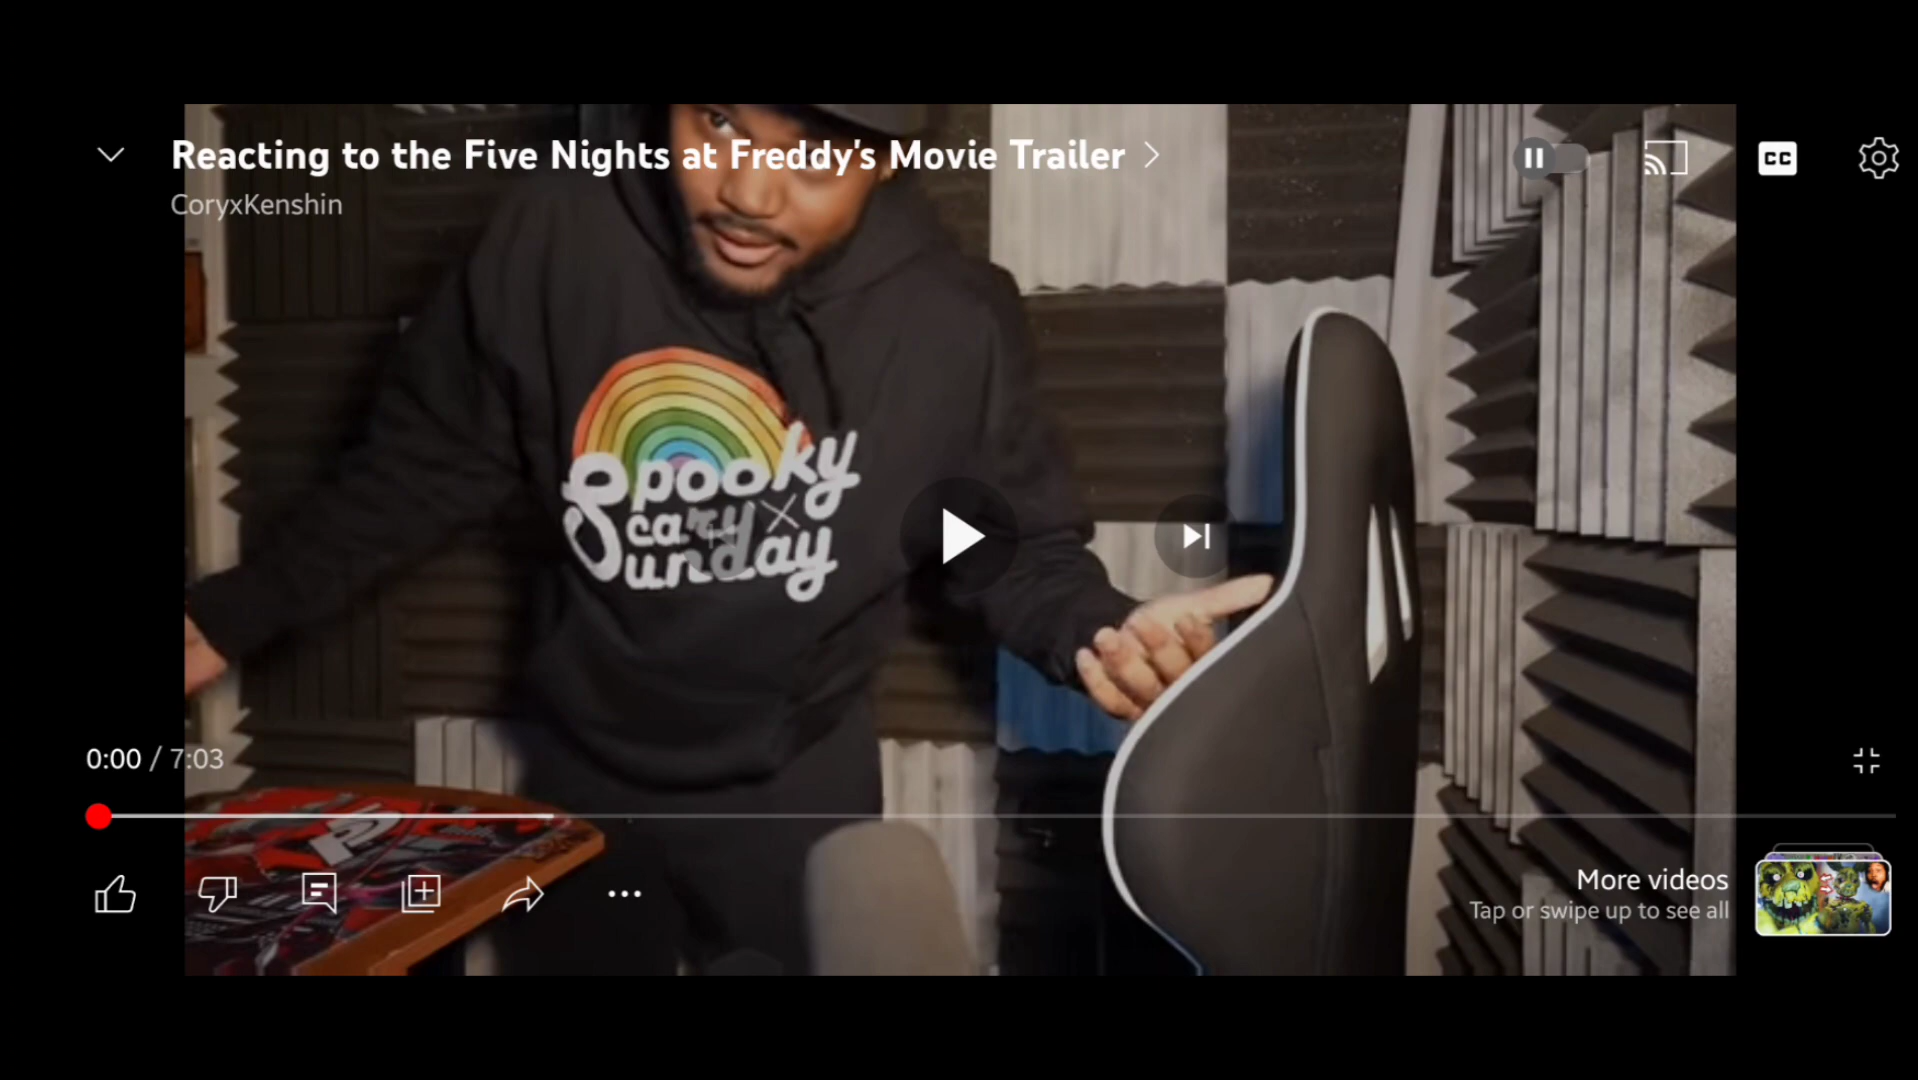 Reacting to the Five Nights at Freddy's Movie Trailer
CoryxKenshin
CC
Spooky
Scary X
Sunday
0:00 / 7:03
More videos
Tap or swipe up to see all